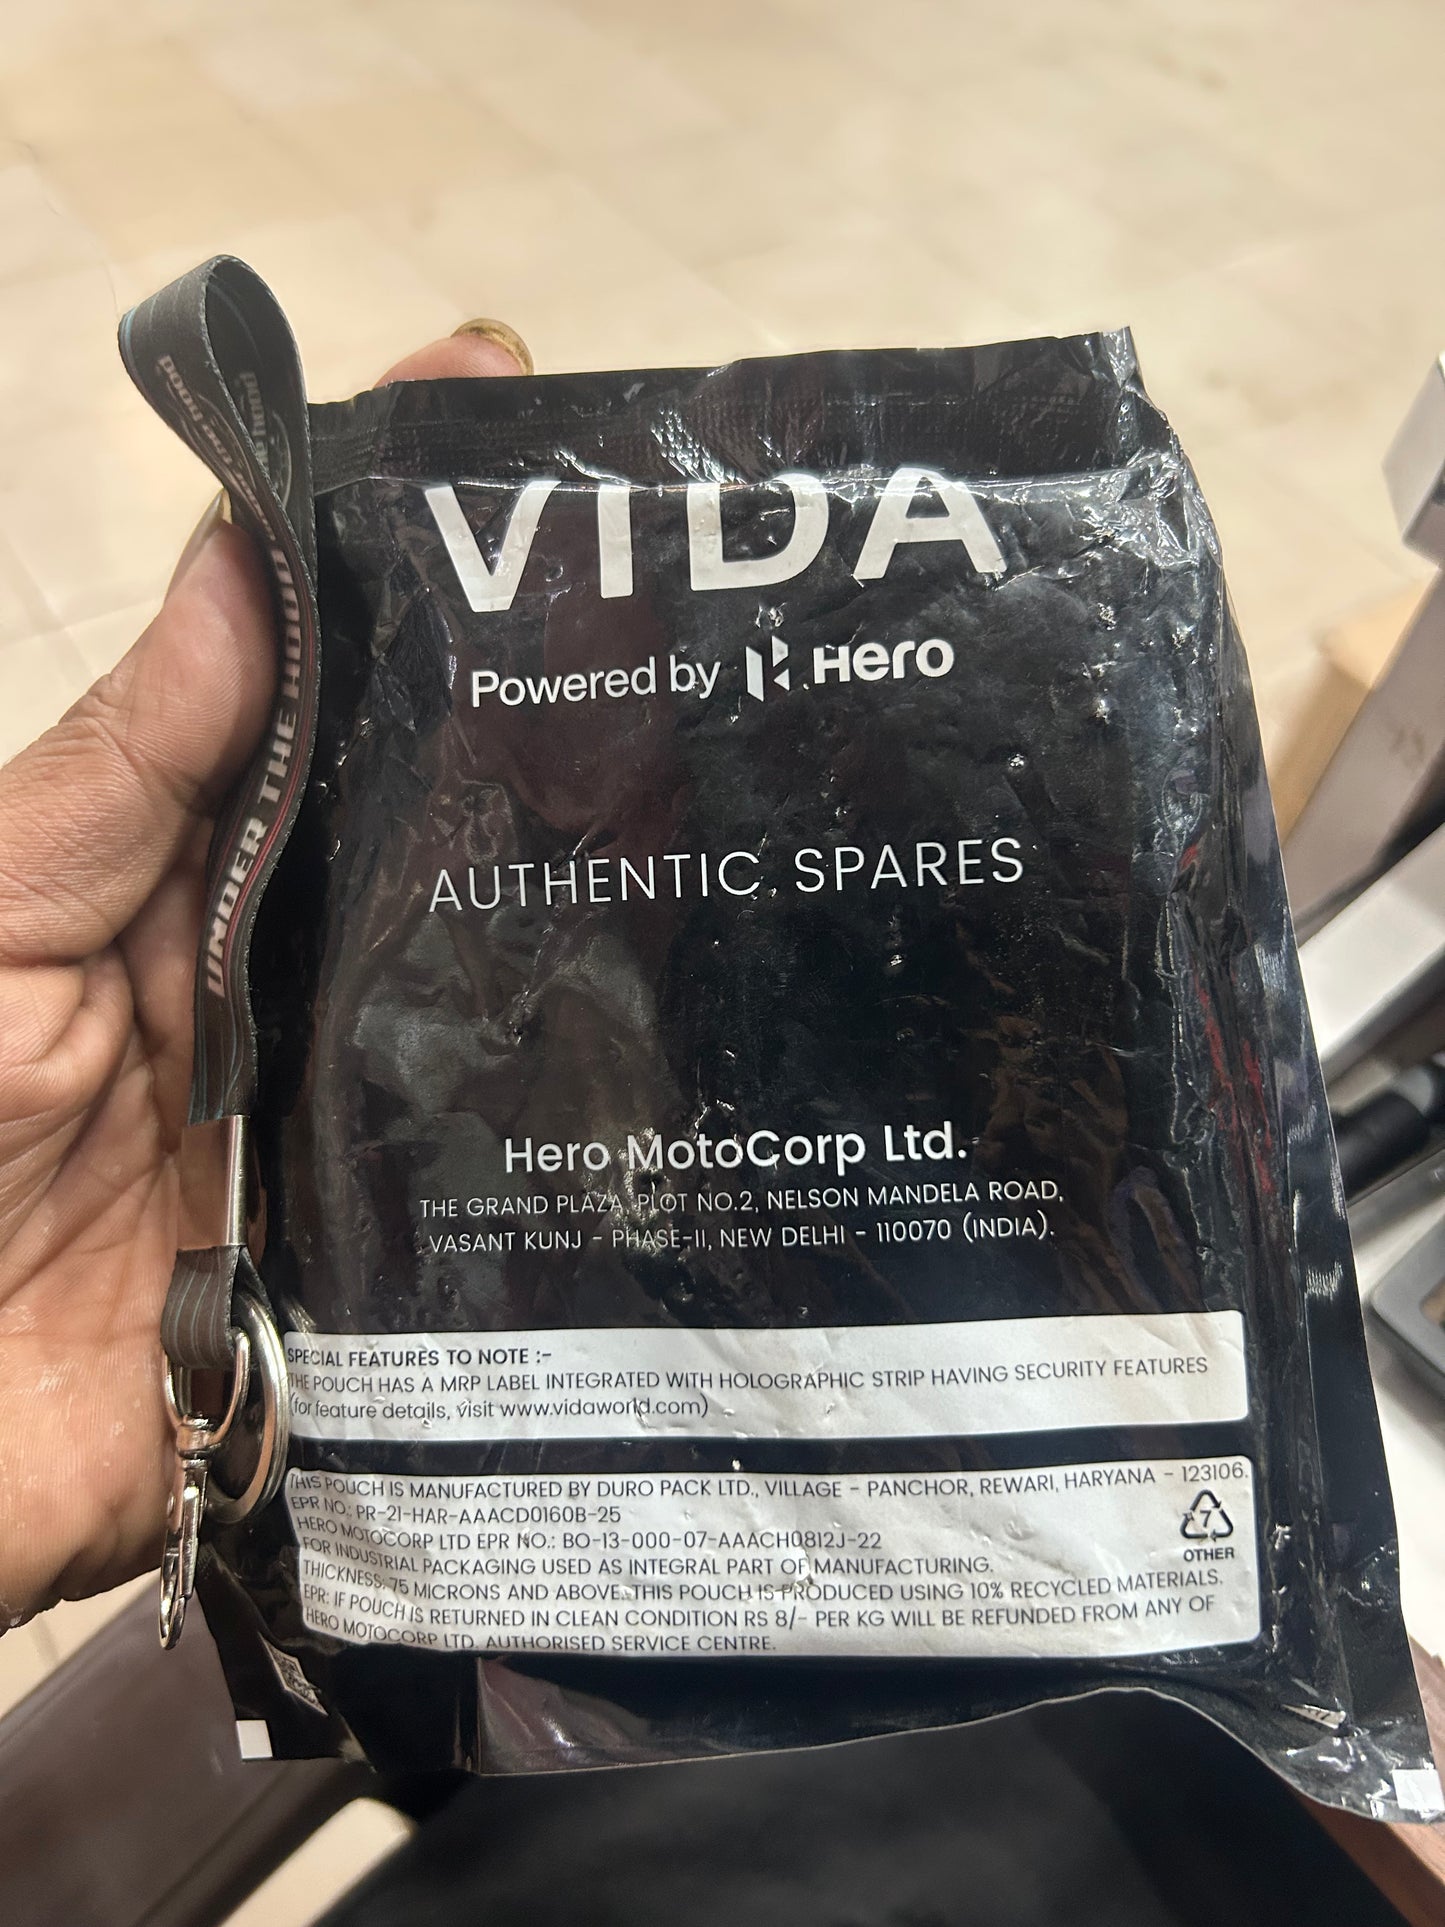 VIDA
Powered by Hero
AUTHENTIC SPARES
Hero MotoCorp Ltd.
THE GRAND PLAZA, PLOT NO.2, NELSON MANDELA ROAD,
VASANT KUNJ - PHASE-II, NEW DELHI - 110070 (INDIA).
SPECIAL FEATURES TO NOTE :-
THE POUCH HAS A MRP LABEL INTEGRATED WITH HOLOGRAPHIC STRIP HAVING SECURITY FEATURES
(for feature details, visit www.vidaworld.com)
THIS POUCH IS MANUFACTURED BY DURO PACK LTD., VILLAGE - PANCHOR, REWARI, HARYANA - 123106.
EPR NO.: PR-21-HAR-AAACD0160B-25
HERO MOTOCORP LTD EPR NO.: BO-13-000-07-AAACH0812J-22
FOR INDUSTRIAL PACKAGING USED AS INTEGRAL PART OF MANUFACTURING.
THICKNESS: 75 MICRONS AND ABOVE. THIS POUCH IS PRODUCED USING 10% RECYCLED MATERIALS.
EPR: IF POUCH IS RETURNED IN CLEAN CONDITION RS 8/- PER KG WILL BE REFUNDED FROM ANY OF
HERO MOTOCORP LTD. AUTHORISED SERVICE CENTRE.
7
OTHER
UNDER THE HOOD